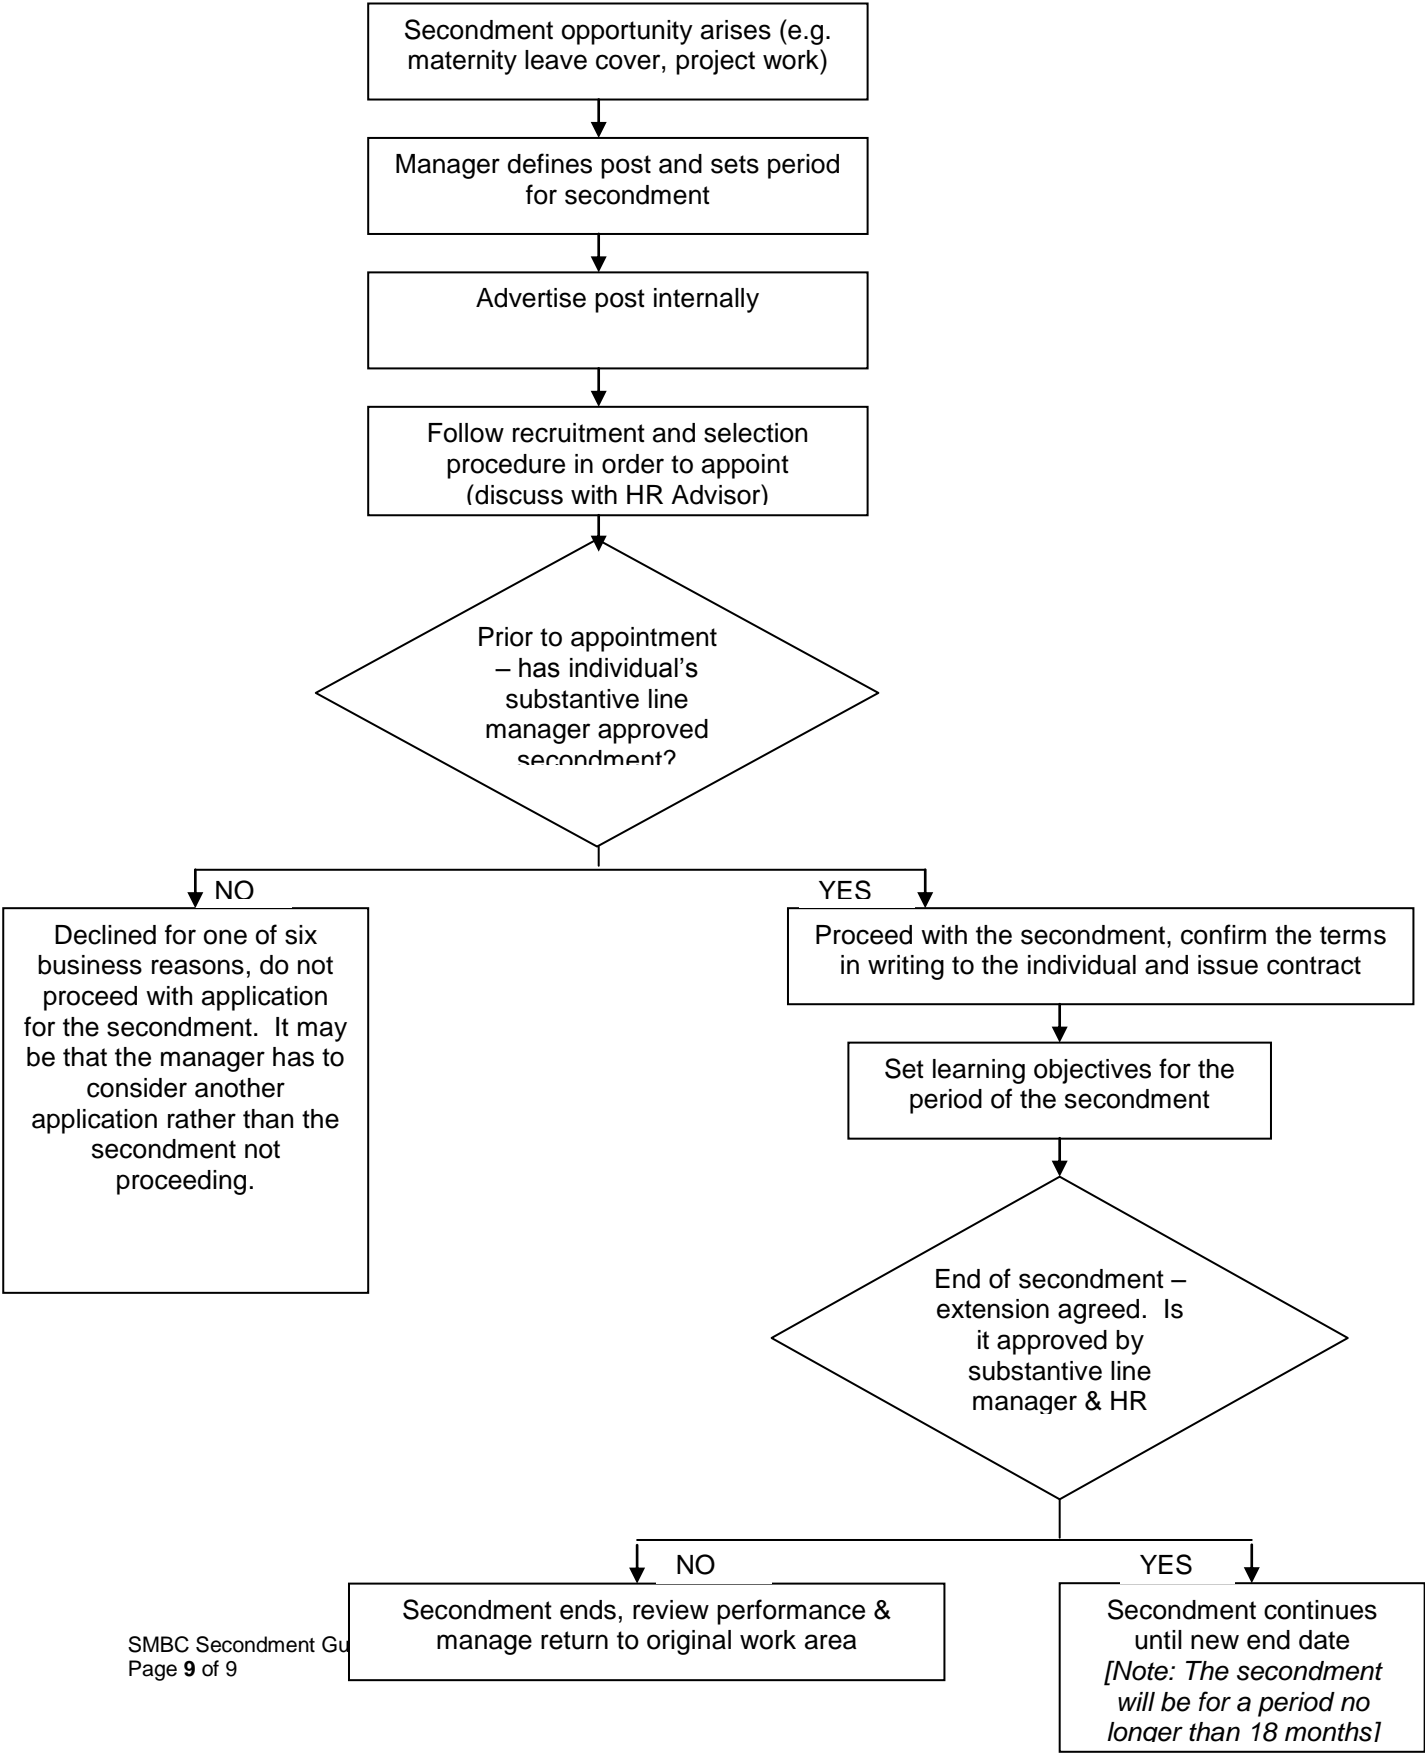 Secondment opportunity arises (e.g.
maternity leave cover, project work)
Manager defines post and sets period
for secondment
Advertise post internally
Follow recruitment and selection
procedure in order to appoint
(discuss with HR Advisor)
Prior to appointment
– has individual’s
substantive line
manager approved
secondment?
NO
YES
Declined for one of six
business reasons, do not
proceed with application
for the secondment.  It may
be that the manager has to
consider another
application rather than the
secondment not
proceeding.
Proceed with the secondment, confirm the terms
in writing to the individual and issue contract
Set learning objectives for the
period of the secondment
End of secondment –
extension agreed.  Is
it approved by
substantive line
manager & HR
NO
YES
Secondment ends, review performance &
manage return to original work area
Secondment continues
until new end date
[Note: The secondment
will be for a period no
longer than 18 months]
SMBC Secondment Gu
Page 9 of 9